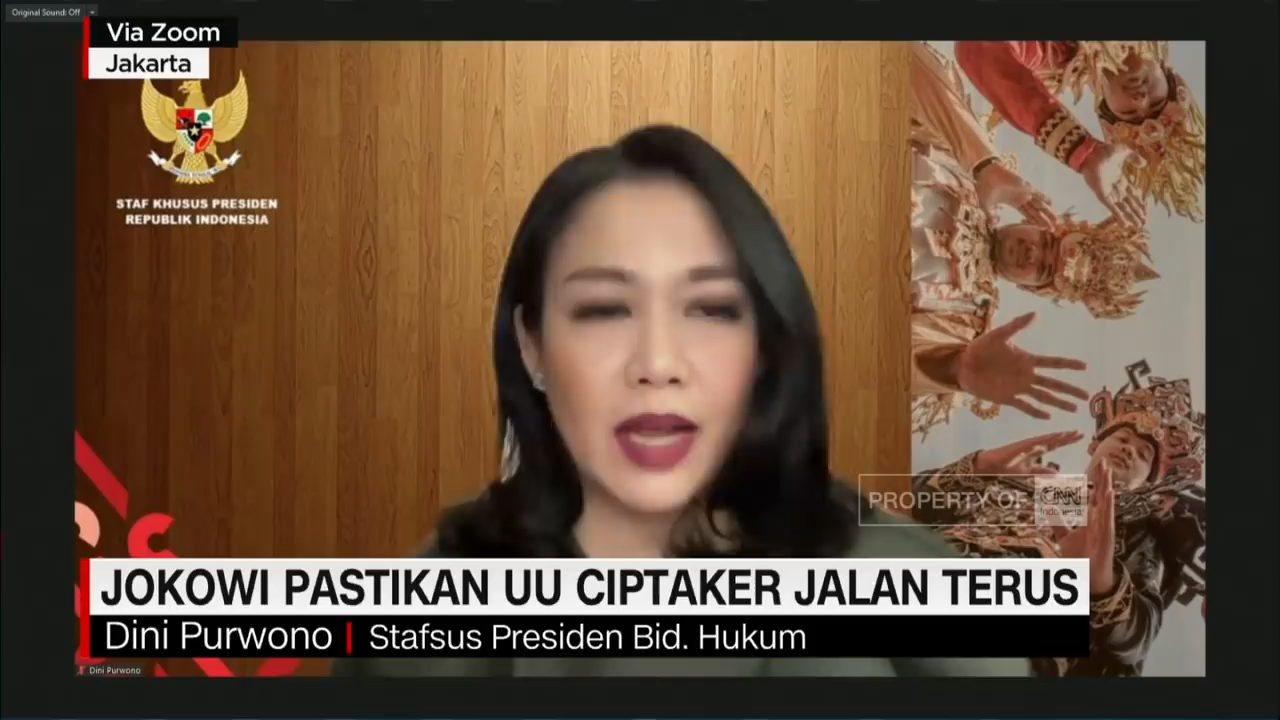 Original Sound: Off
Via Zoom
Jakarta
STAF KHUSUS PRESIDEN
REPUBLIK INDONESIA
PROPERTY OF CNN
Indonesia
JOKOWI PASTIKAN UU CIPTAKER JALAN TERUS
Dini Purwono | Stafsus Presiden Bid. Hukum
Dini Purwono